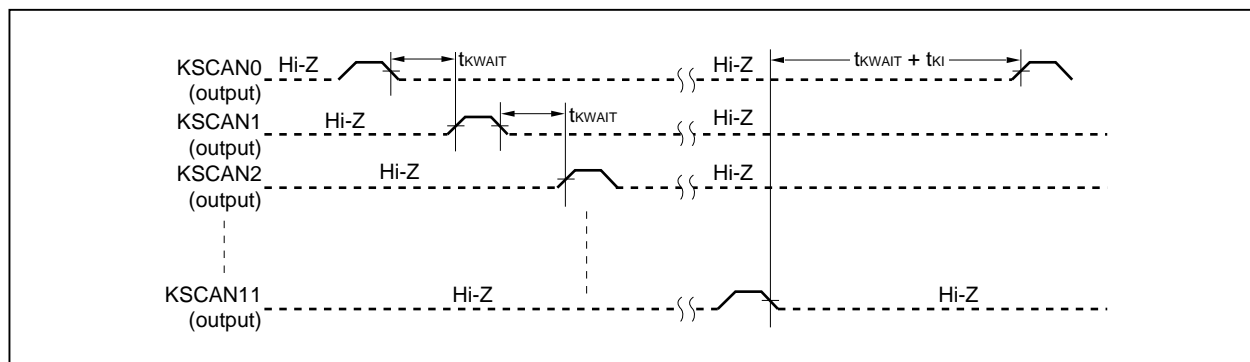 KSCAN0 (output) Hi-Z tKWAIT Hi-Z tKWAIT + tKI
KSCAN1 (output) Hi-Z tKWAIT Hi-Z
KSCAN2 (output) Hi-Z Hi-Z
KSCAN11 (output) Hi-Z Hi-Z